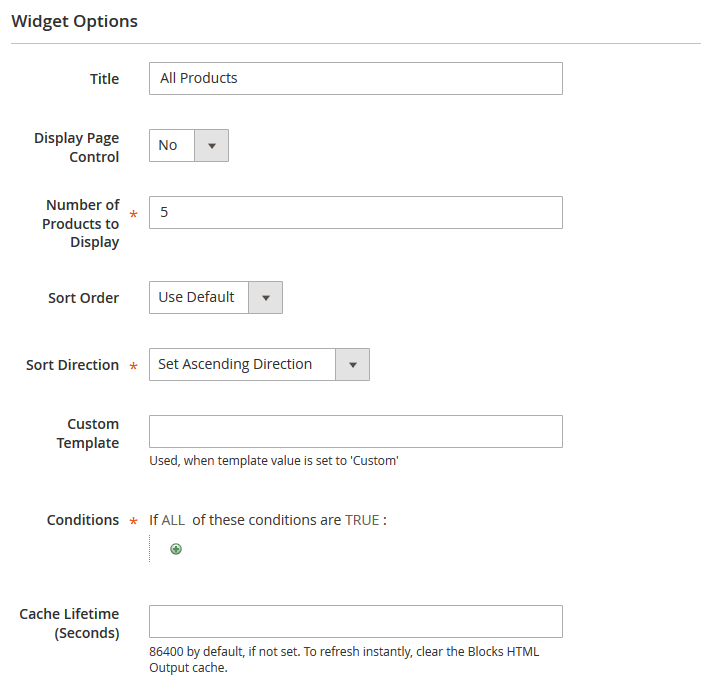 Widget Options
Title
All Products
Display Page
Control
No
Number of
Products to
Display
*
5
Sort Order
Use Default
Sort Direction *
Set Ascending Direction
Custom
Template
Used, when template value is set to 'Custom'
Conditions * If ALL of these conditions are TRUE :
Cache Lifetime
(Seconds)
86400 by default, if not set. To refresh instantly, clear the Blocks HTML
Output cache.